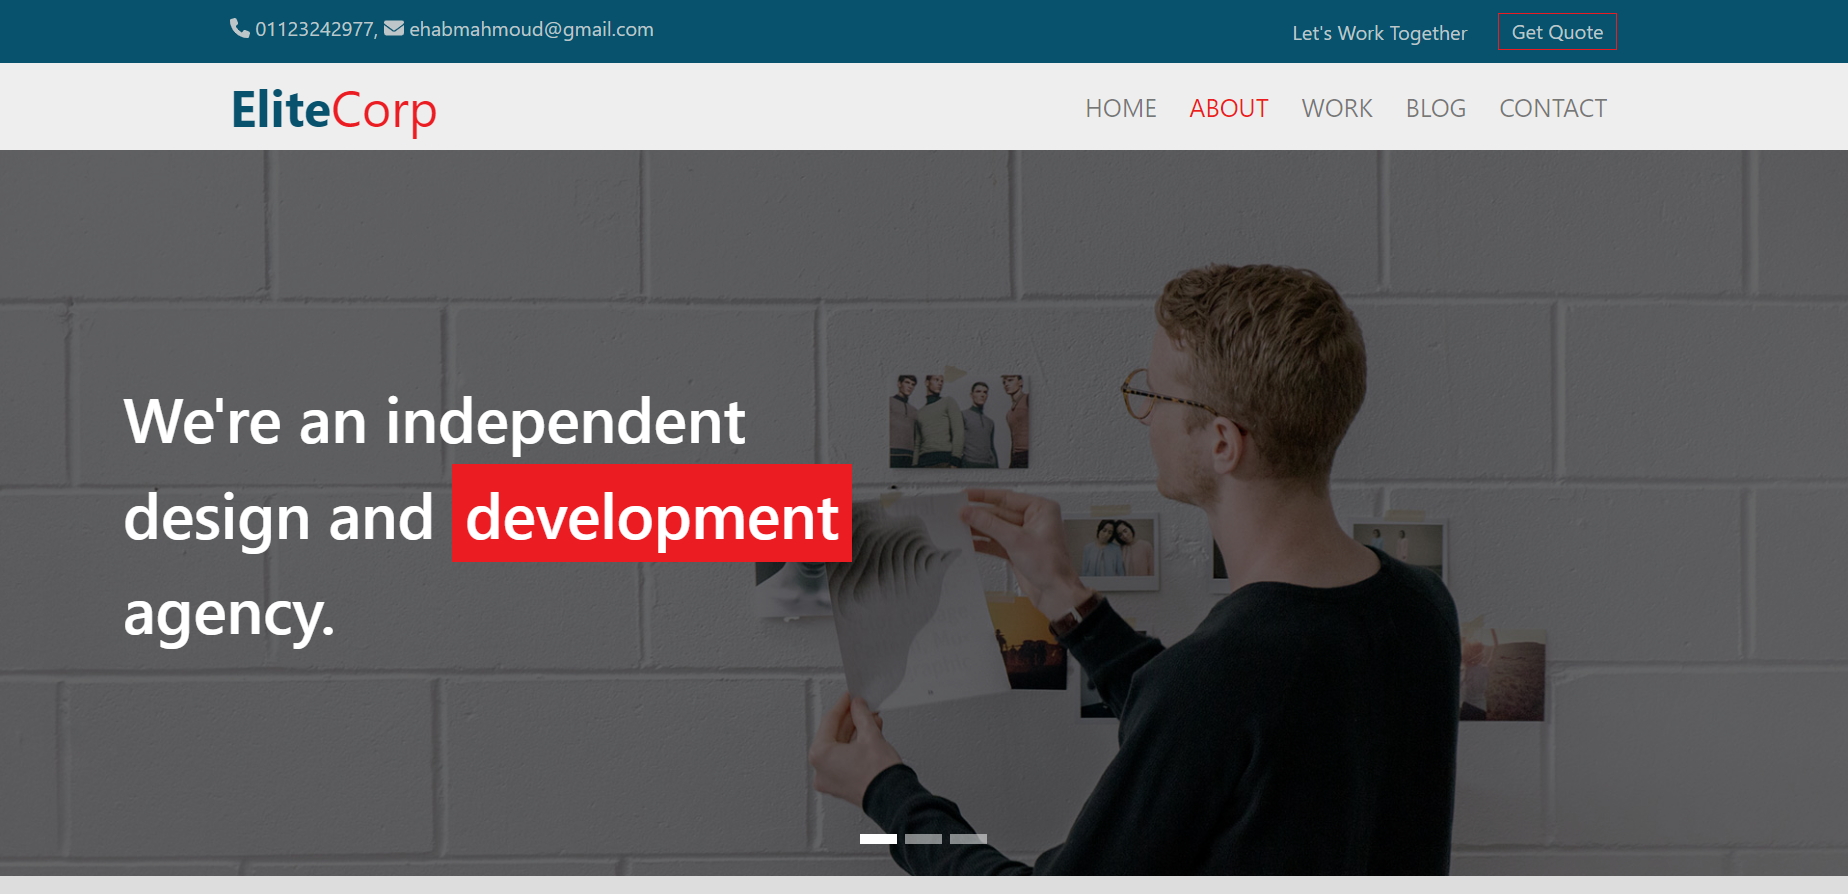 01123242977, ehabmahmoud@gmail.com
Let's Work Together
Get Quote
EliteCorp
HOME ABOUT WORK BLOG CONTACT
We're an independent
design and development
agency.